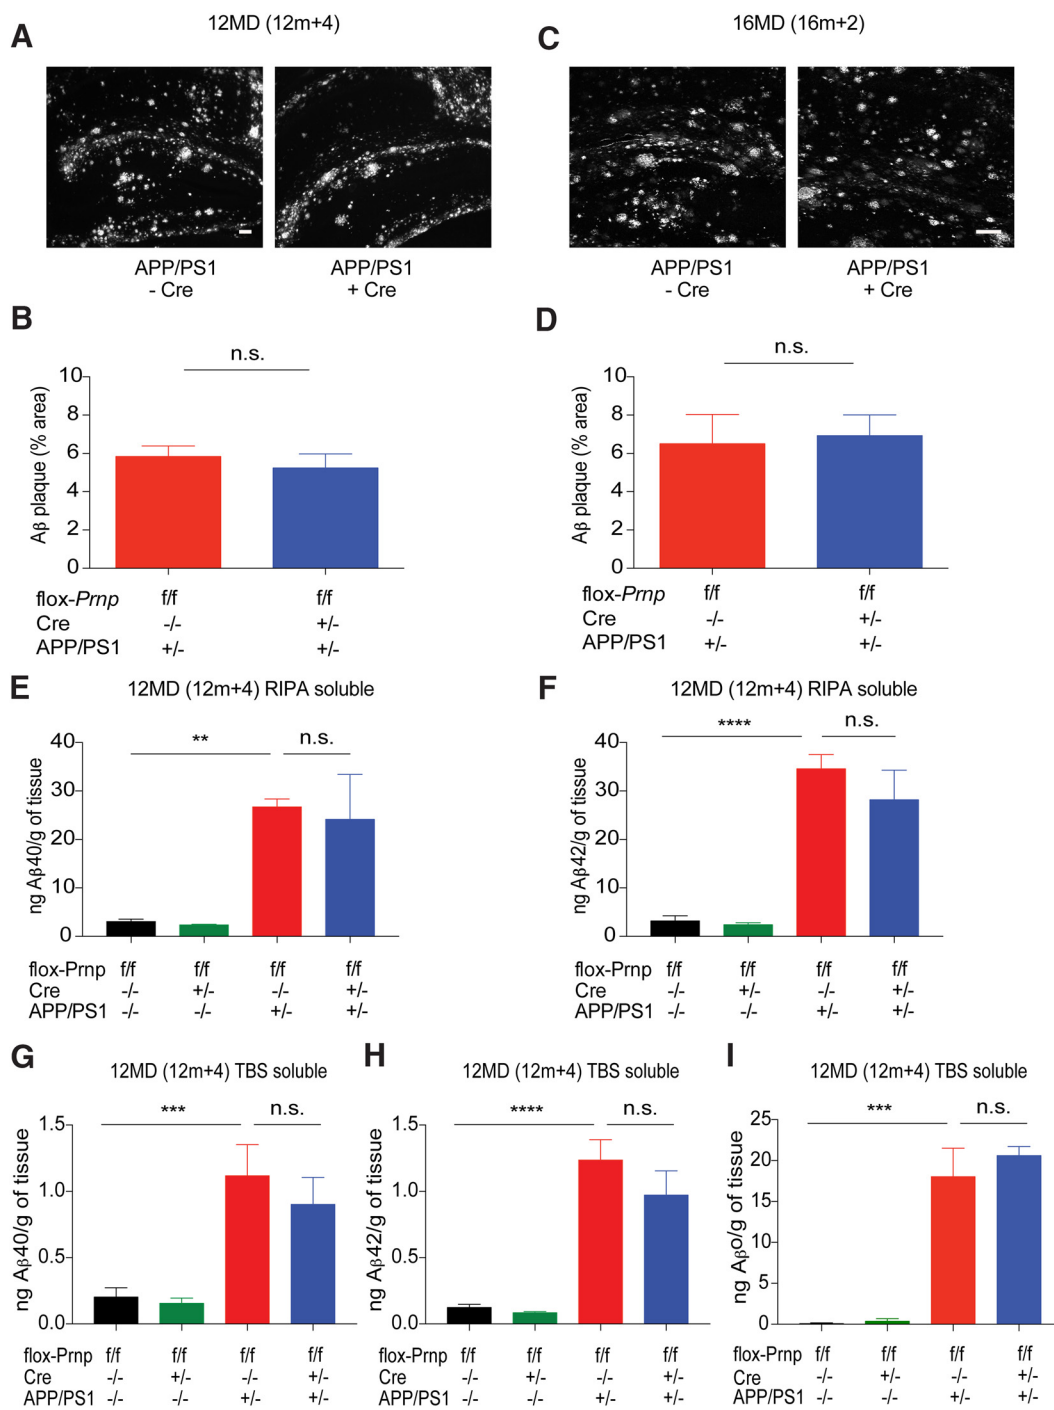 A
12MD (12m+4)
C
16MD (16m+2)
APP/PS1
- Cre
APP/PS1
+ Cre
APP/PS1
- Cre
APP/PS1
+ Cre
B
n.s.
10
8
6
4
2
0
Aβ plaque (% area)
flox-Prnp f/f f/f
Cre -/- +/-
APP/PS1 +/- +/-
D
n.s.
10
8
6
4
2
0
Aβ plaque (% area)
flox-Prnp f/f f/f
Cre -/- +/-
APP/PS1 +/- +/-
E
12MD (12m+4) RIPA soluble
** n.s.
40
30
20
10
0
ng Aβ40/g of tissue
flox-Prnp f/f f/f f/f f/f
Cre -/- +/- -/- +/-
APP/PS1 -/- -/- +/- +/-
F
12MD (12m+4) RIPA soluble
**** n.s.
40
30
20
10
0
ng Aβ42/g of tissue
flox-Prnp f/f f/f f/f f/f
Cre -/- +/- -/- +/-
APP/PS1 -/- -/- +/- +/-
G
12MD (12m+4) TBS soluble
*** n.s.
1.5
1.0
0.5
0.0
ng Aβ40/g of tissue
flox-Prnp f/f f/f f/f f/f
Cre -/- +/- -/- +/-
APP/PS1 -/- -/- +/- +/-
H
12MD (12m+4) TBS soluble
**** n.s.
1.5
1.0
0.5
0.0
ng Aβ42/g of tissue
flox-Prnp f/f f/f f/f f/f
Cre -/- +/- -/- +/-
APP/PS1 -/- -/- +/- +/-
I
12MD (12m+4) TBS soluble
*** n.s.
25
20
15
10
5
0
ng Aβo/g of tissue
flox-Prnp f/f f/f f/f f/f
Cre -/- +/- -/- +/-
APP/PS1 -/- -/- +/- +/-